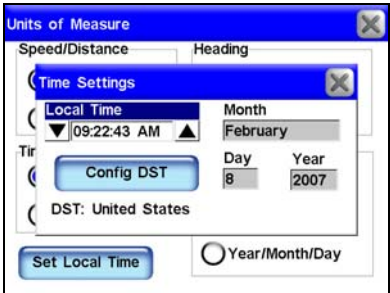 Units of Measure
Speed/Distance
Heading
Time Settings
Local Time
09:22:43 AM
Month
February
Day
Year
8
2007
Config DST
DST: United States
Set Local Time
Year/Month/Day